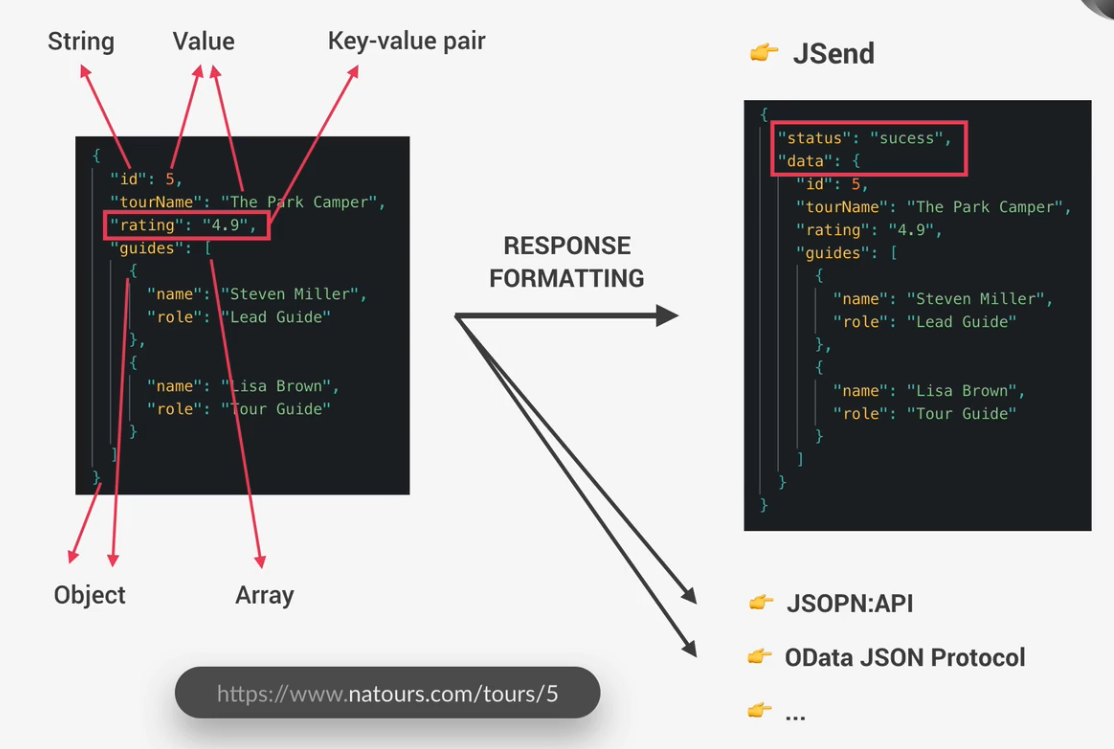 String
Value
Key-value pair
{
"id": 5,
"tourName": "The Park Camper",
"rating": "4.9",
"guides": [
{
"name": "Steven Miller",
"role": "Lead Guide"
},
{
"name": "Lisa Brown",
"role": "Tour Guide"
}
]
}
Object
Array
https://www.natours.com/tours/5
RESPONSE
FORMATTING
👉 JSend
{
"status": "sucess",
"data": {
"id": 5,
"tourName": "The Park Camper",
"rating": "4.9",
"guides": [
{
"name": "Steven Miller",
"role": "Lead Guide"
},
{
"name": "Lisa Brown",
"role": "Tour Guide"
}
]
}
}
👉 JSOPN:API
👉 OData JSON Protocol
👉 ...